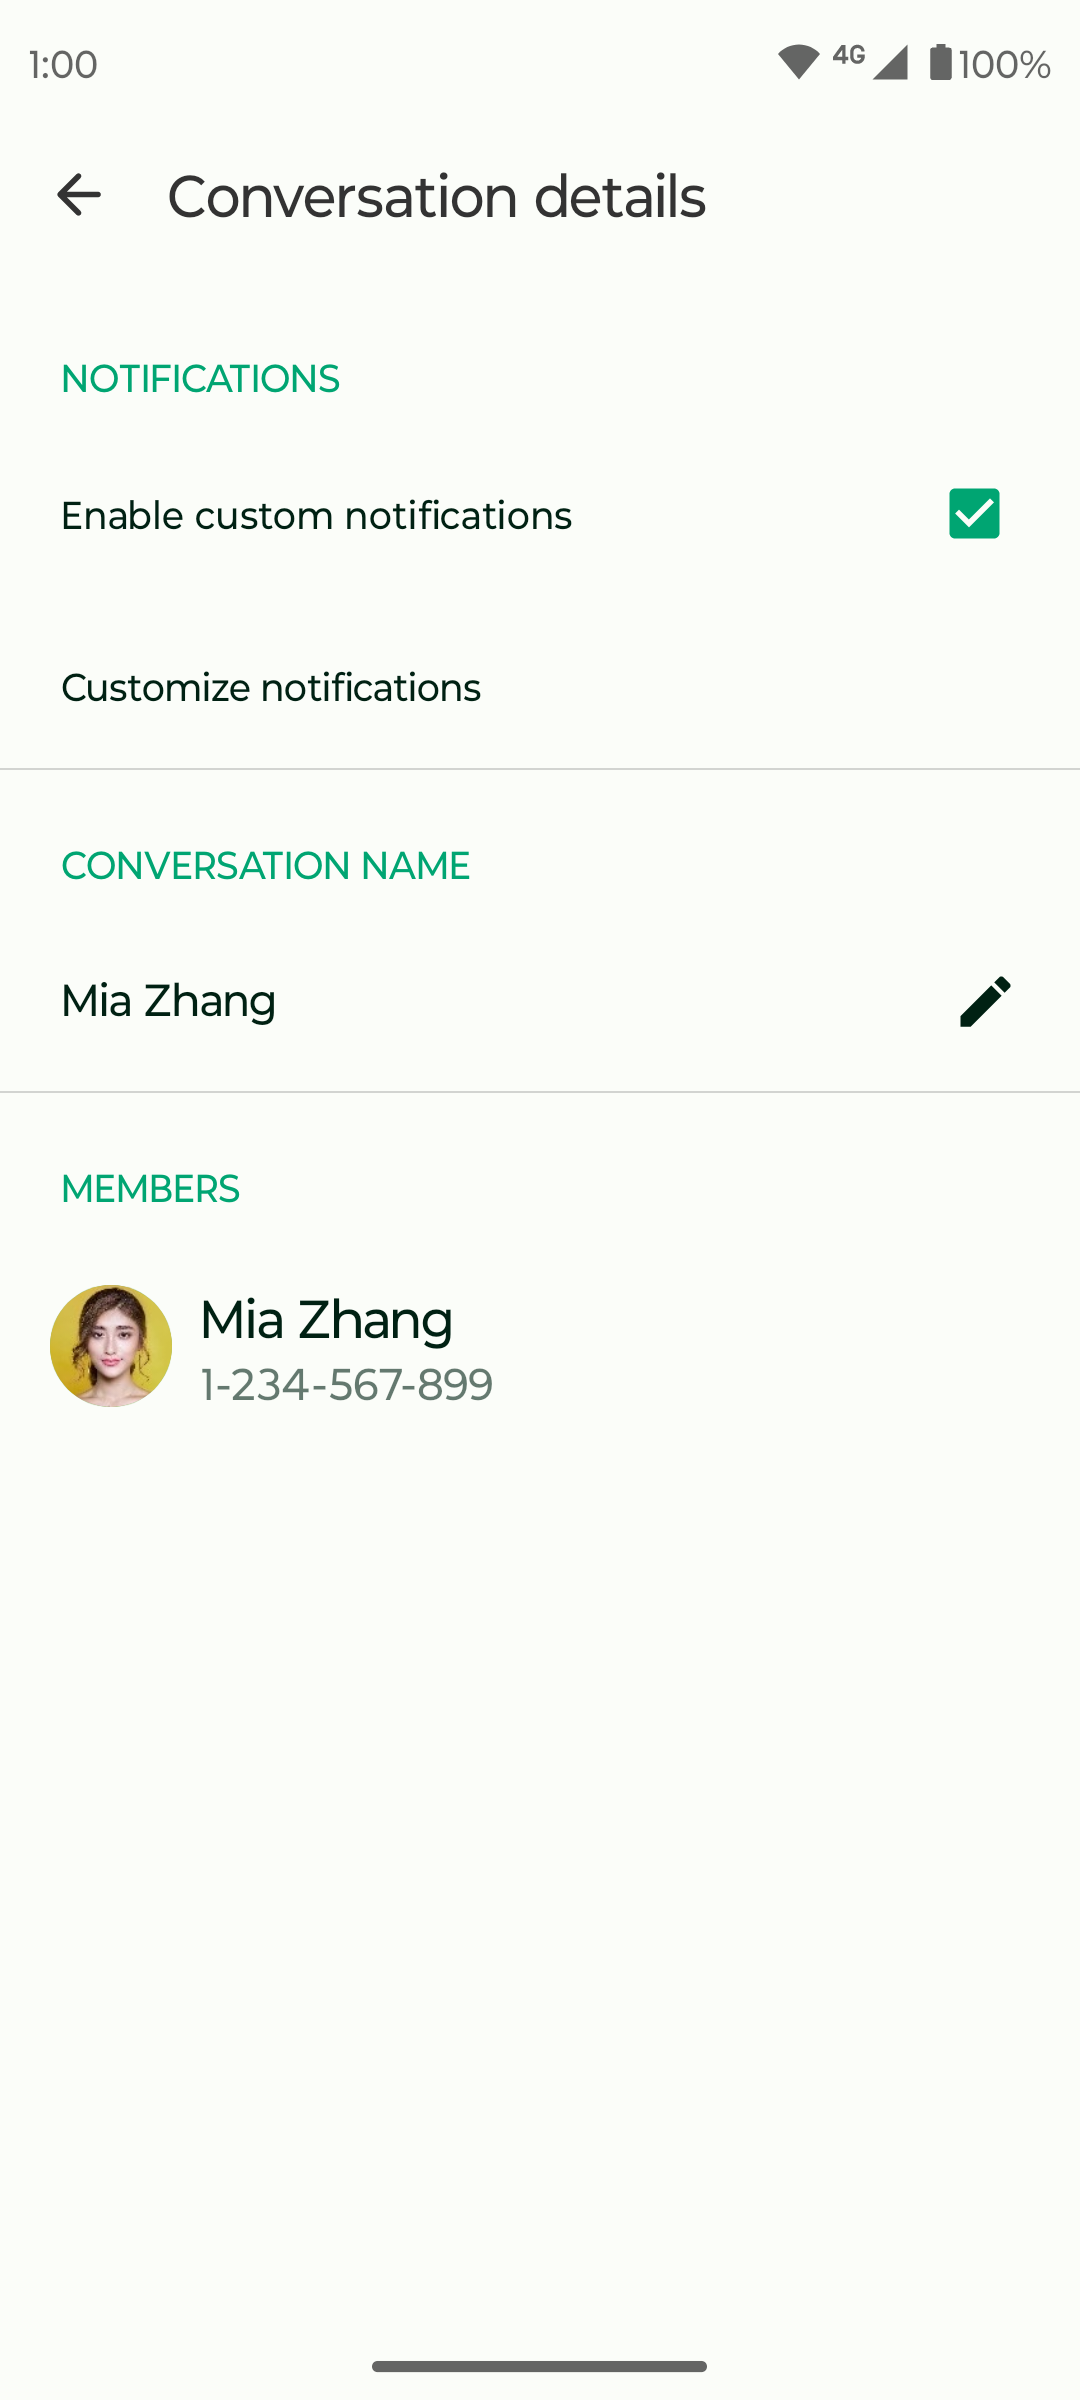 1:00 4G 100%
Conversation details
NOTIFICATIONS
Enable custom notifications
Customize notifications
CONVERSATION NAME
Mia Zhang
MEMBERS
Mia Zhang
1-234-567-899